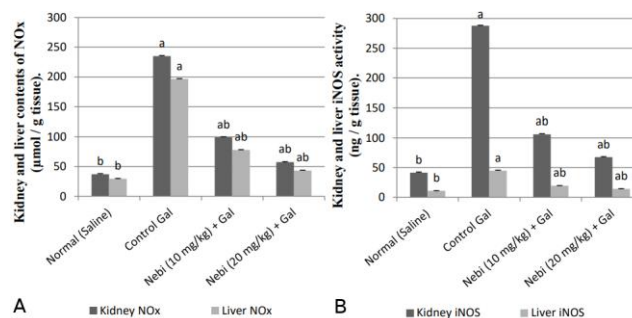 Kidney and liver contents of NOx
(μmol / g tissue).
300
250
200
150
100
50
0
b b
a
a
ab
ab
ab
ab
Normal (Saline)
Control Gal
Nebi (10 mg/kg) + Gal
Nebi (20 mg/kg) + Gal
A
Kidney NOx
Liver NOx
Kidney and liver iNOS activity
(ng / g tissue).
300
250
200
150
100
50
0
b
b
a
a
ab
ab
ab
ab
Normal (Saline)
Control Gal
Nebi (10 mg/kg) + Gal
Nebi (20 mg/kg) + Gal
B
Kidney iNOS
Liver iNOS